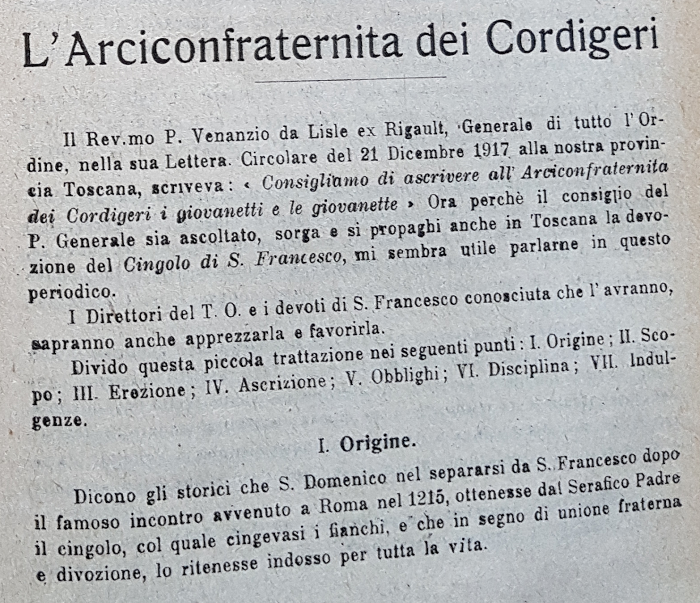 L'Arciconfraternita dei Cordigeri
Il Rev.mo P. Venanzio da Lisle ex Rigault, Generale di tutto l'Or-
dine, nella sua Lettera. Circolare del 21 Dicembre 1917 alla nostra provin-
cia Toscana, scriveva: « Consigliamo di ascrivere all'Arciconfraternita
dei Cordigeri i giovanetti e le giovanette » Ora perchè il consiglio del
P. Generale sia ascoltato, sorga e si propaghi anche in Toscana la devo-
zione del Cingolo di S. Francesco, mi sembra utile parlarne in questo
periodico.
I Direttori del T. O. e i devoti di S. Francesco conosciuta che l'avranno,
sapranno anche apprezzarla e favorirla.
Divido questa piccola trattazione nei seguenti punti: I. Origine; II. Sco-
po; III. Erezione; IV. Ascrizione; V. Obblighi; VI. Disciplina; VII. Indul-
genze.
I. Origine.
Dicono gli storici che S. Domenico nel separarsi da S. Francesco dopo
il famoso incontro avvenuto a Roma nel 1215, ottenesse dal Serafico Padre
il cingolo, col quale cingevasi i fianchi, e che in segno di unione fraterna
e divozione, lo ritenesse indosso per tutta la vita.